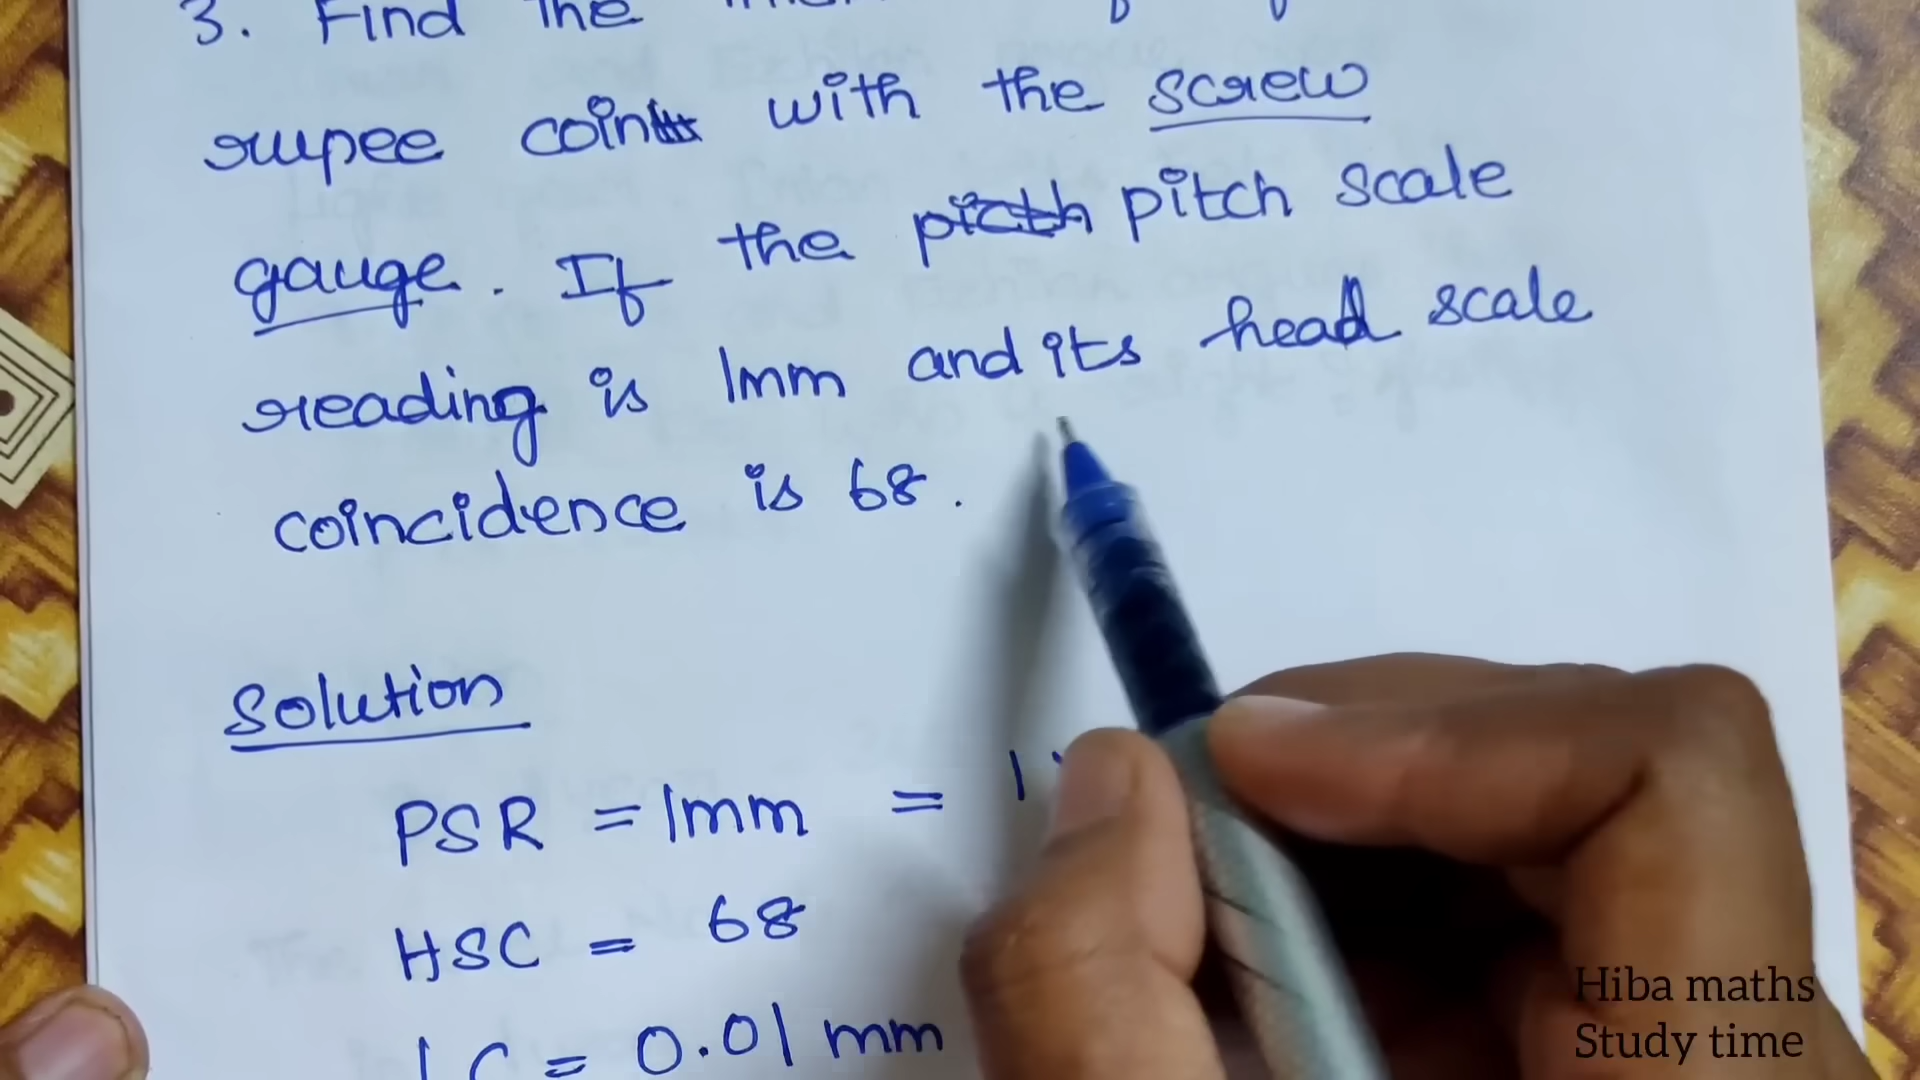 3. Find the
rupee coin with the screw
gauge. If the pitch scale
reading is 1mm and its head scale
coincidence is 68.
Solution
PSR = 1mm = 1
HSC = 68
LC = 0.01 mm
Hiba maths
Study time